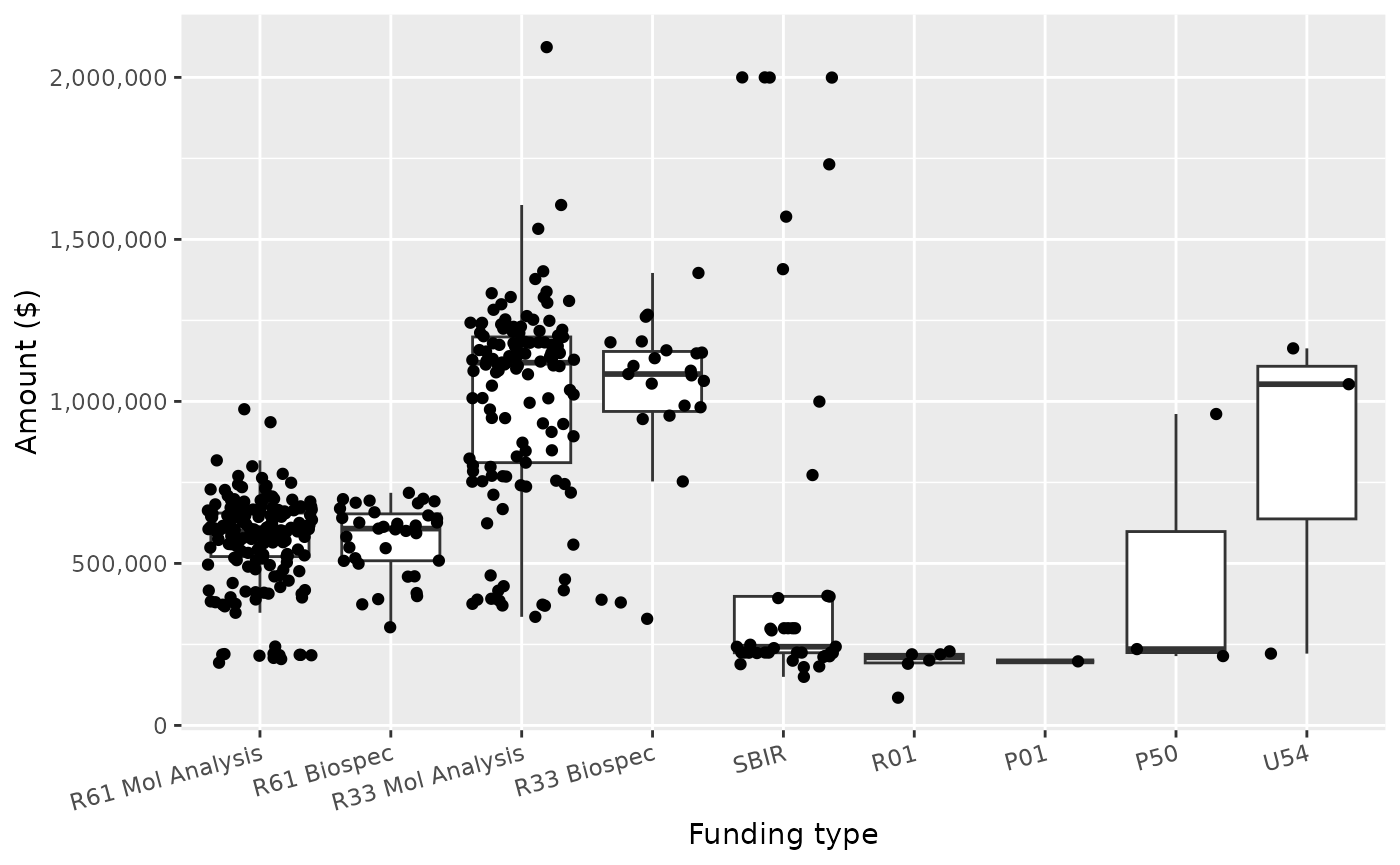 Amount ($)
2,000,000
1,500,000
1,000,000
500,000
0
R61 Mol Analysis
R61 Biospec
R33 Mol Analysis
R33 Biospec
SBIR
R01
P01
P50
U54
Funding type